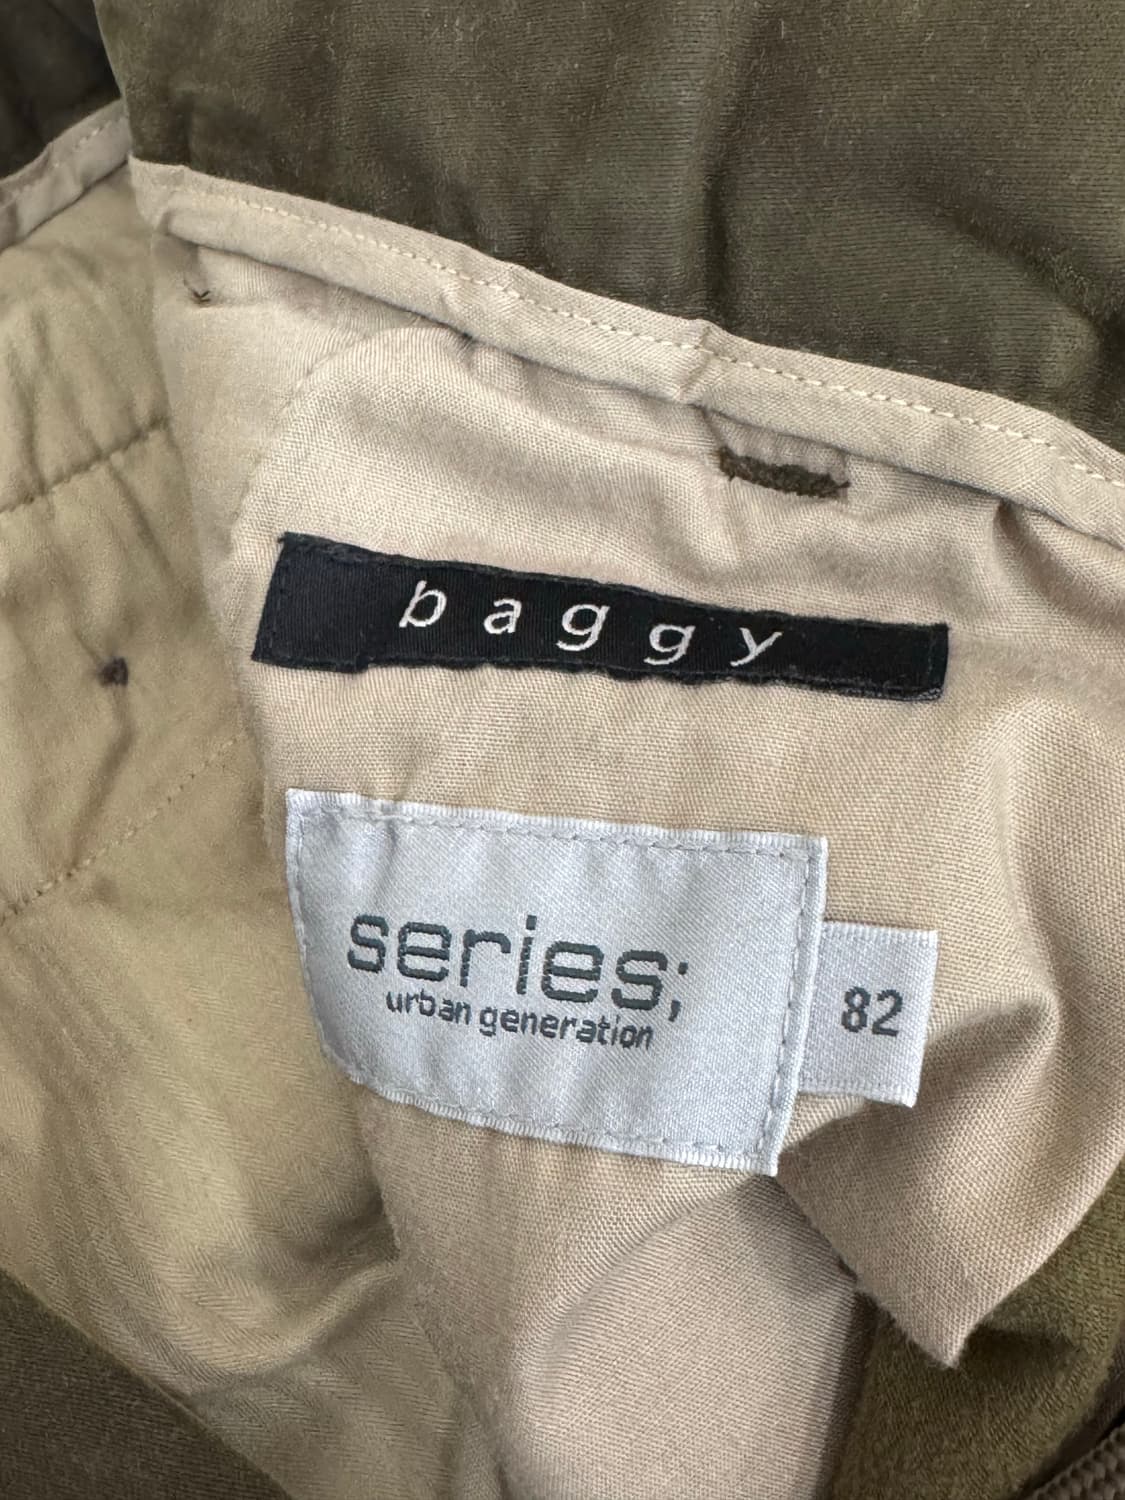 baggy
series;
urban generation
82